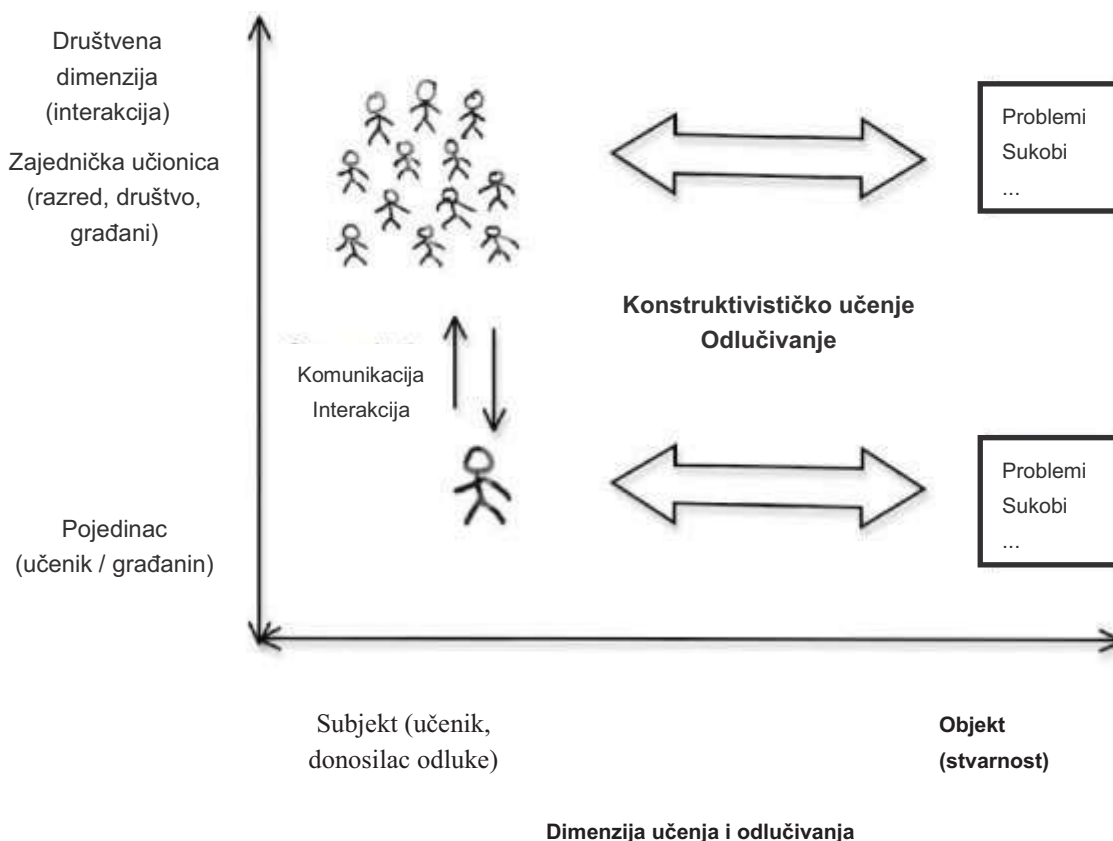 Društvena
dimenzija
(interakcija)
Zajednička učionica
(razred, društvo,
građani)
Problemi
Sukobi
...
Konstruktivističko učenje
Odlučivanje
Komunikacija
Interakcija
Pojedinac
(učenik / građanin)
Problemi
Sukobi
...
Subjekt (učenik,
donosilac odluke)
Objekt
(stvarnost)
Dimenzija učenja i odlučivanja